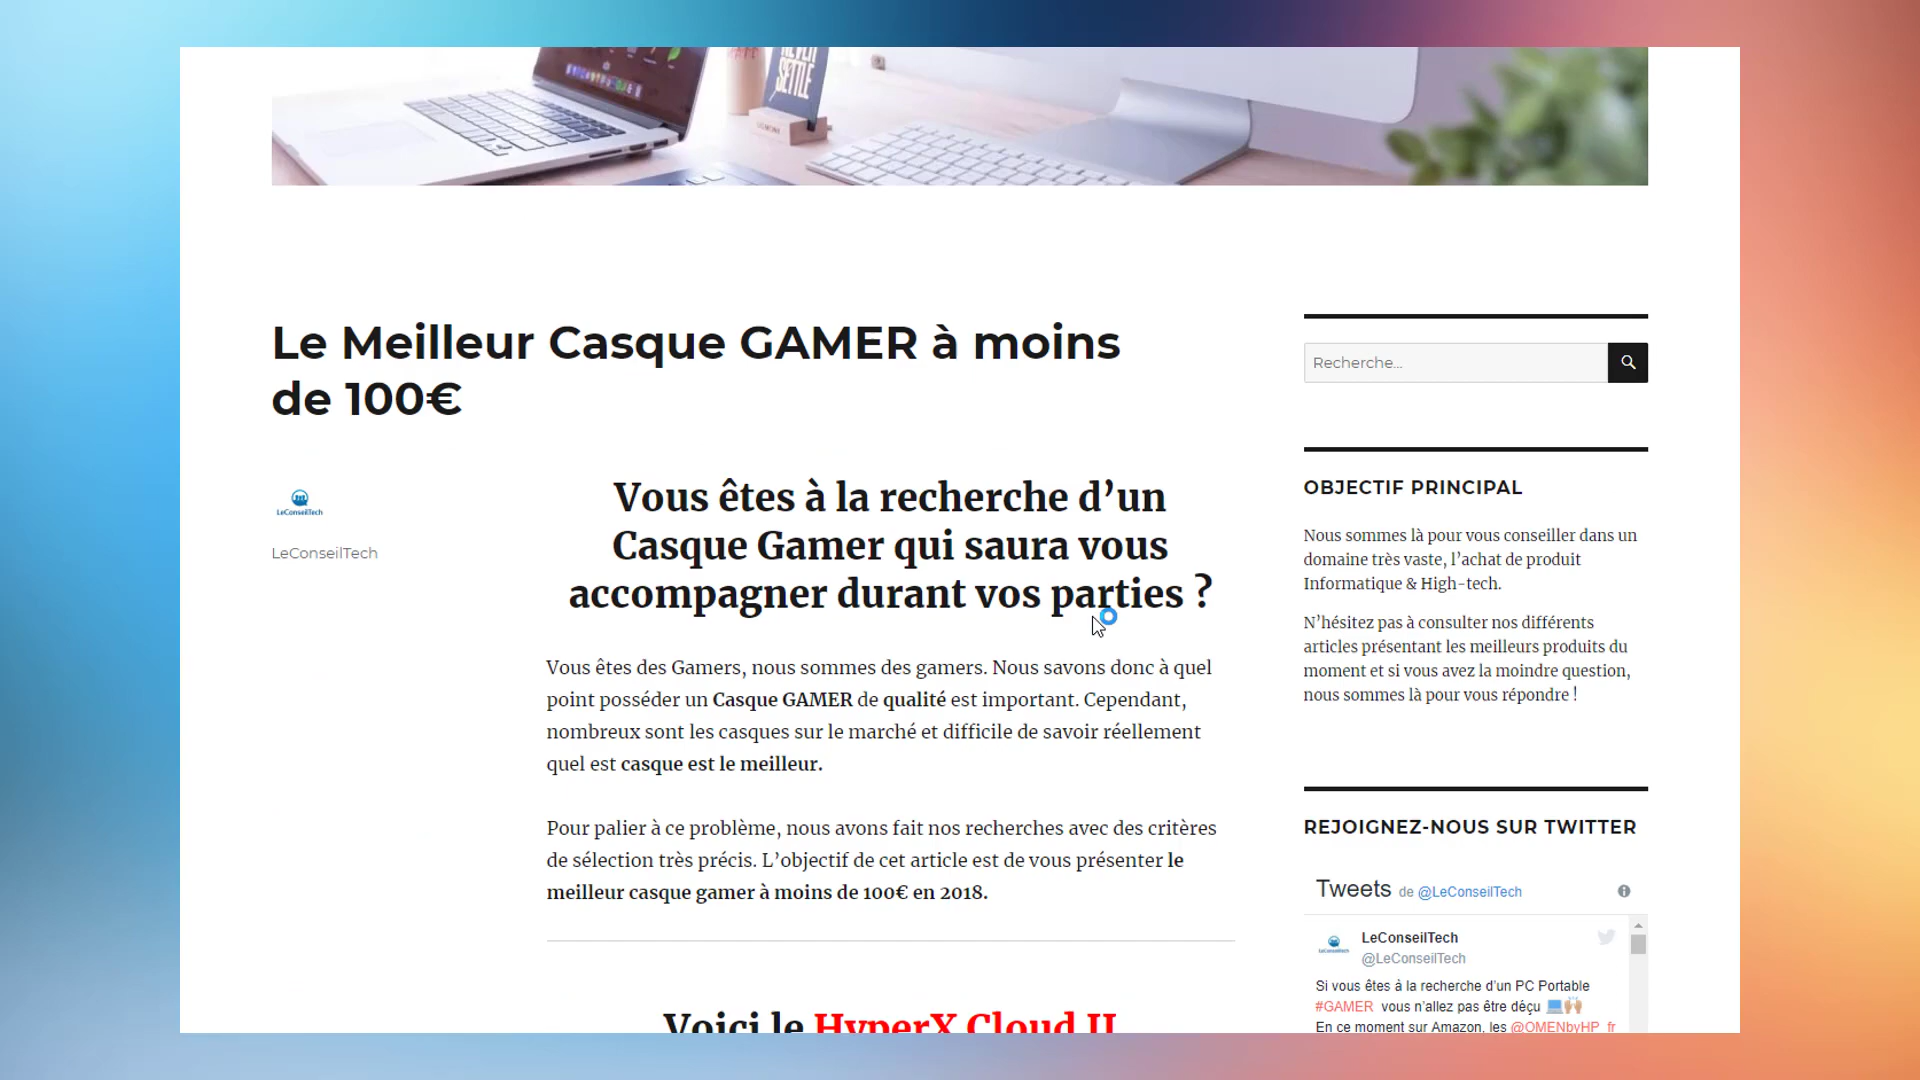 NEVER
SETTLE
Le Meilleur Casque GAMER à moins
de 100€
LeConseilTech
LeConseilTech
Vous êtes à la recherche d’un
Casque Gamer qui saura vous
accompagner durant vos parties ?
Vous êtes des Gamers, nous sommes des gamers. Nous savons donc à quel
point posséder un Casque GAMER de qualité est important. Cependant,
nombreux sont les casques sur le marché et difficile de savoir réellement
quel est casque est le meilleur.
Pour palier à ce problème, nous avons fait nos recherches avec des critères
de sélection très précis. L’objectif de cet article est de vous présenter le
meilleur casque gamer à moins de 100€ en 2018.
Voici le HyperX Cloud II
Recherche...
OBJECTIF PRINCIPAL
Nous sommes là pour vous conseiller dans un
domaine très vaste, l’achat de produit
Informatique & High-tech.
N’hésitez pas à consulter nos différents
articles présentant les meilleurs produits du
moment et si vous avez la moindre question,
nous sommes là pour vous répondre !
REJOIGNEZ-NOUS SUR TWITTER
Tweets de @LeConseilTech
LeConseilTech
@LeConseilTech
Si vous êtes à la recherche d’un PC Portable
#GAMER vous n’allez pas être déçu 💻🙌🏼
En ce moment sur Amazon, les @OMENbyHP_fr